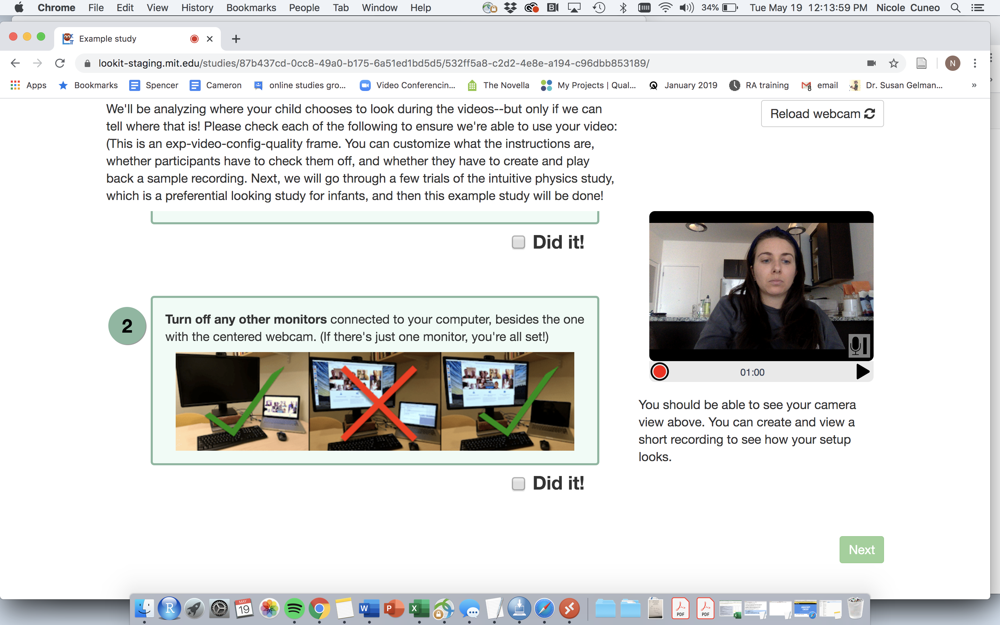 Chrome File Edit View History Bookmarks People Tab Window Help 34% Tue May 19 12:13:59 PM Nicole Cuneo
Example study
lookit-staging.mit.edu/studies/87b437cd-0cc8-49a0-b175-6a51ed1bd5d5/532ff5a8-c2d2-4e8e-a194-c96dbb853189/
N
Apps Bookmarks Spencer Cameron online studies gro... Video Conferencin... The Novella My Projects | Qual... January 2019 RA training email Dr. Susan Gelman... »
We'll be analyzing where your child chooses to look during the videos--but only if we can
tell where that is! Please check each of the following to ensure we're able to use your video:
(This is an exp-video-config-quality frame. You can customize what the instructions are,
whether participants have to check them off, and whether they have to create and play
back a sample recording. Next, we will go through a few trials of the intuitive physics study,
which is a preferential looking study for infants, and then this example study will be done!
Reload webcam
Did it!
2
Turn off any other monitors connected to your computer, besides the one
with the centered webcam. (If there's just one monitor, you're all set!)
Did it!
01:00
You should be able to see your camera
view above. You can create and view a
short recording to see how your setup
looks.
Next
R
MAY
19
W
P
X
PDF
PDF